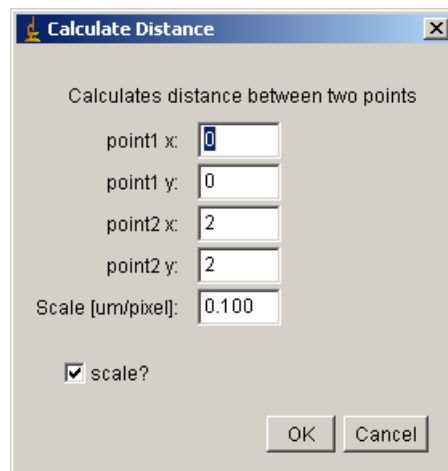 Calculate Distance
Calculates distance between two points
point1 x: 0
point1 y: 0
point2 x: 2
point2 y: 2
Scale [um/pixel]: 0.100
scale?
OK Cancel